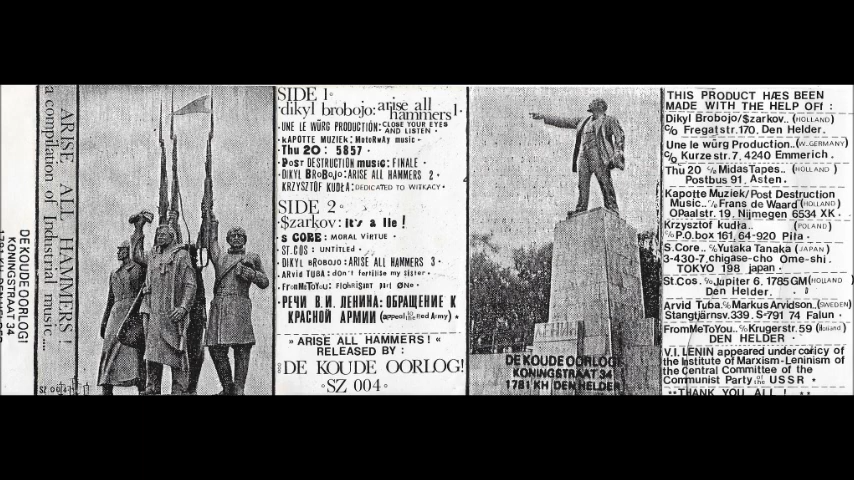 DE KOUDE OORLOG!
KONINGSTRAAT 34
ARISE ALL HAMMERS!
a compilation of Industrial music....
SIDE 1
dikyl brobojo: arise all hammers 1
UNE LE WÜRG PRODUCTION: CLOSE YOUR EYES AND LISTEN
KAPOTTE MUZIEK: MotoRwAy music
Thu 20: 5857
Post DESTRUCTION music: FINALE
DIKYL BROBOJO: ARISE ALL HAMMERS 2
KRZYSZTOF KUDŁA: DEDICATED TO WITKACY
SIDE 2
$zarkov: It's a lie!
S CORE: MORAL VIRTUE
ST.COS: UNTITLED
DIKYL BROBOJO: ARISE ALL HAMMERS 3
ARvid TUBA: don't fertilise my sister
FromMeToYou: Flohrisant part ONe
РЕЧИ В.И. ЛЕНИНА: ОБРАЩЕНИЕ К
КРАСНОЙ АРМИИ (appeal to the Red Army)
» ARISE ALL HAMMERS! «
RELEASED BY:
DE KOUDE OORLOG!
SZ 004
DE KOUDE OORLOG!
KONINGSTRAAT 34
1781 KH DEN HELDER
THIS PRODUCT HÆS BEEN
MADE WITH THE HELP OF!:
Dikyl Brobojo/$zarkov.. (HOLLAND)
C/o Fregatstr.170, Den Helder.
Une le würg Production.. (W.GERMANY)
C/o Kurzestr.7, 4240 Emmerich.
Thu 20 C/o MidasTapes.. (HOLLAND)
Postbus 91, Asten.
Kapotte Muziek/Post Destruction
Music.. C/o Frans de Waard (HOLLAND)
OPaalstr. 19, Nijmegen 6534 XK.
Krzysztof kudła.. (POLAND)
C/o P.O.box 161, 64-920 Piła
S.Core.. C/o Yutaka Tanaka (JAPAN)
3-430-7, chigase-cho Ome-shi.
TOKYO 198 japan
St.Cos. C/o Jupiter 6, 1785GM (HOLLAND)
Den Helder.
Arvid Tuba.. C/o Markus Arvidson.. (SWEDEN)
Stangtjärnsv.339. S-791 74 Falun.
FromMeToYou.. C/o Krugerstr.59 (Holland)
DEN HELDER
V.I. LENIN appeared under colicy of
the Institute of Marxism-Leninism of
the Central Committee of the
Communist Party of the USSR
**THANK YOU, ALL! **